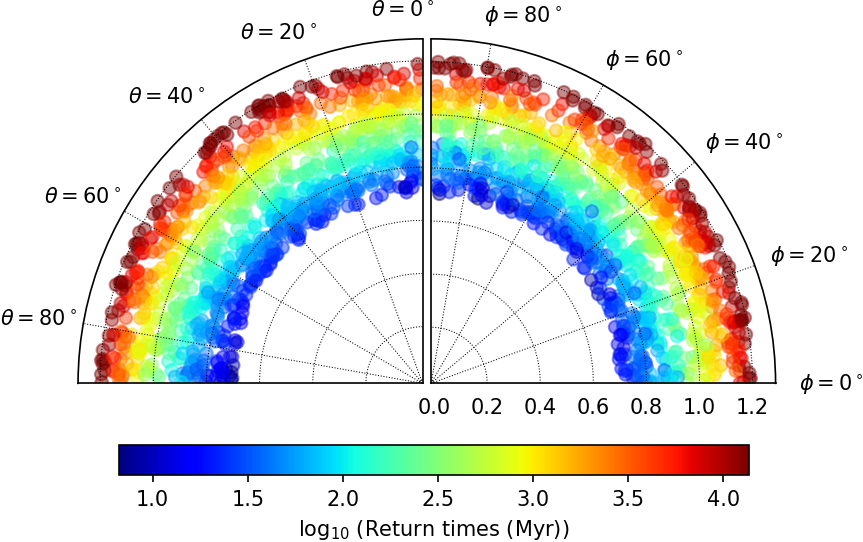 θ = 0° ϕ = 80°
θ = 20° ϕ = 60°
θ = 40° ϕ = 40°
θ = 60° ϕ = 20°
θ = 80° ϕ = 0°
0.0 0.2 0.4 0.6 0.8 1.0 1.2
1.0 1.5 2.0 2.5 3.0 3.5 4.0
log₁₀ (Return times (Myr))